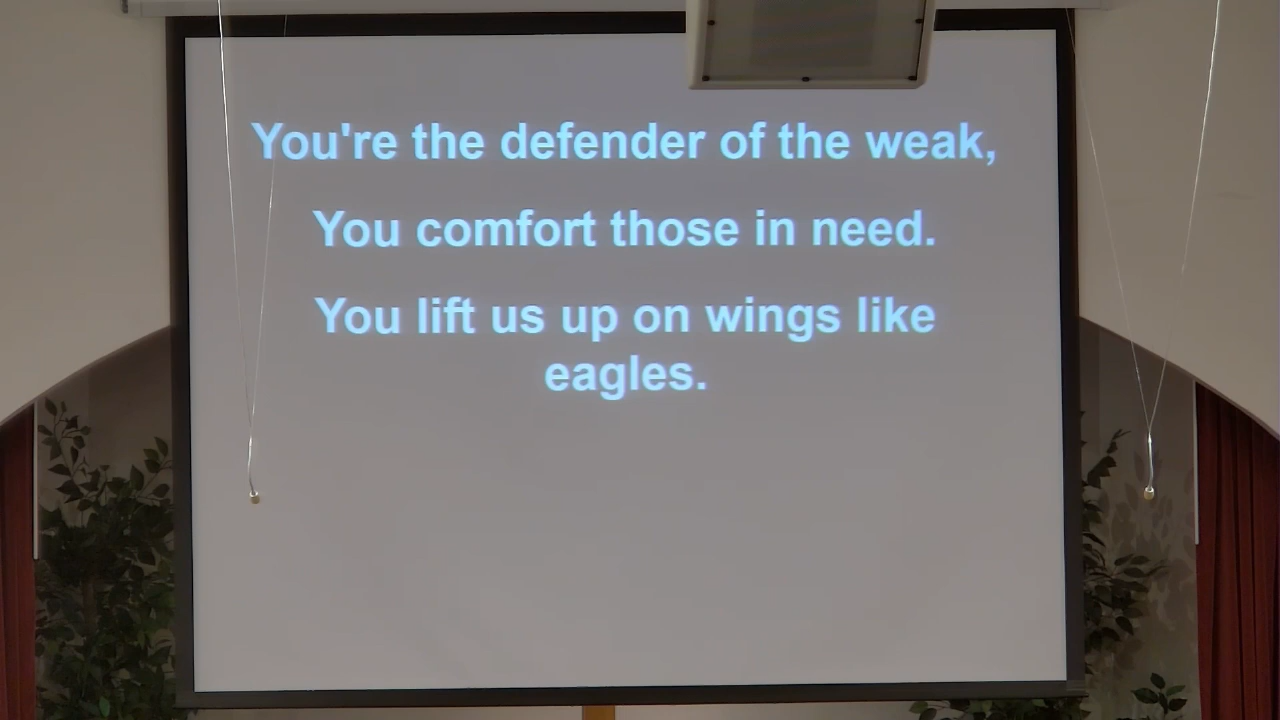 You're the defender of the weak,
You comfort those in need.
You lift us up on wings like
eagles.